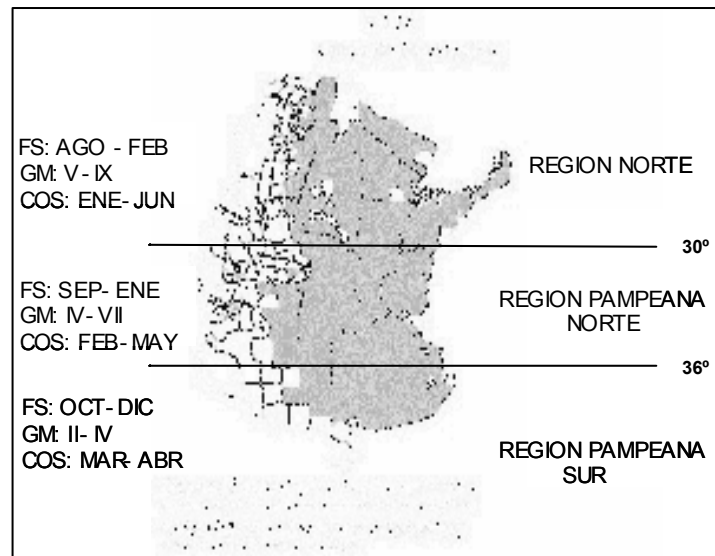 FS: AGO - FEB
GM: V - IX
COS: ENE- JUN
REGION NORTE
30º
FS: SEP- ENE
GM: IV- VII
COS: FEB- MAY
REGION PAMPEANA
NORTE
36º
FS: OCT- DIC
GM: II- IV
COS: MAR- ABR
REGION PAMPEANA
SUR